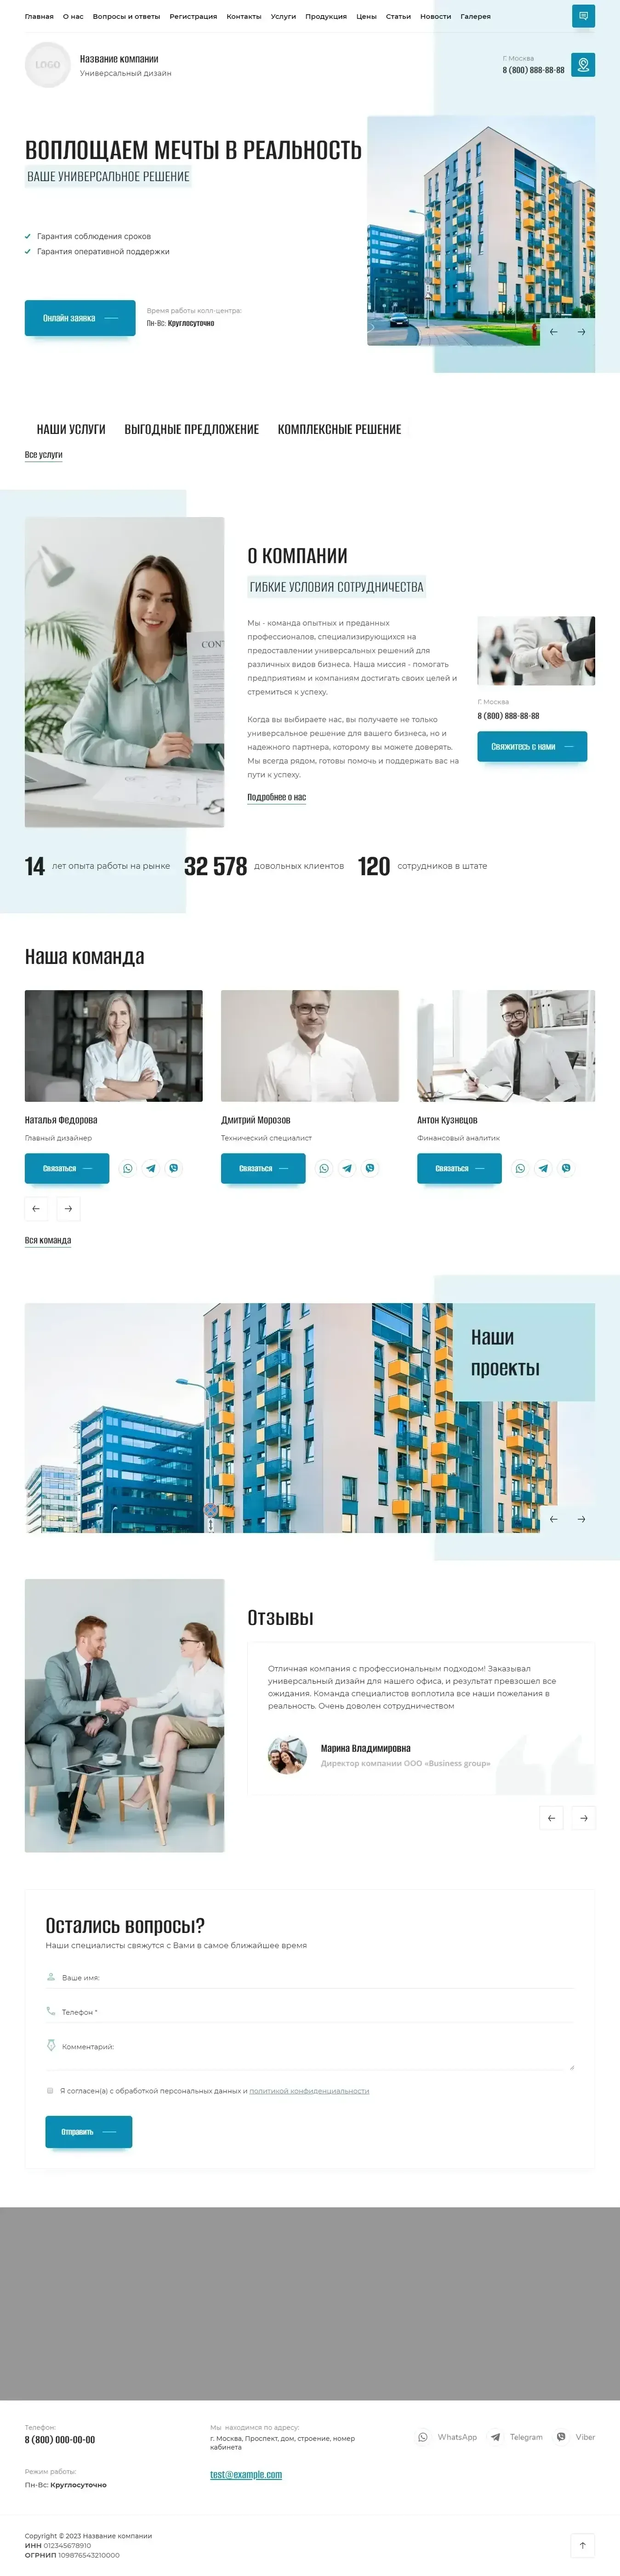 Главная О нас Вопросы и ответы Регистрация Контакты Услуги Продукция Цены Статьи Новости Галерея
LOGO
Название компании
Универсальный дизайн
Г. Москва
8 (800) 888-88-88
ВОПЛОЩАЕМ МЕЧТЫ В РЕАЛЬНОСТЬ
ВАШЕ УНИВЕРСАЛЬНОЕ РЕШЕНИЕ
Гарантия соблюдения сроков
Гарантия оперативной поддержки
Онлайн заявка
Время работы колл-центра:
Пн-Вс: Круглосуточно
НАШИ УСЛУГИ ВЫГОДНЫЕ ПРЕДЛОЖЕНИЕ КОМПЛЕКСНЫЕ РЕШЕНИЕ
Все услуги
О КОМПАНИИ
ГИБКИЕ УСЛОВИЯ СОТРУДНИЧЕСТВА
Мы - команда опытных и преданных
профессионалов, специализирующихся на
предоставлении универсальных решений для
различных видов бизнеса. Наша миссия - помогать
предприятиям и компаниям достигать своих целей и
стремиться к успеху.
Когда вы выбираете нас, вы получаете не только
универсальное решение для вашего бизнеса, но и
надежного партнера, которому вы можете доверять.
Мы всегда рядом, готовы помочь и поддержать вас на
пути к успеху.
Подробнее о нас
CON
Г. Москва
8 (800) 888-88-88
Свяжитесь с нами
14 лет опыта работы на рынке 32 578 довольных клиентов 120 сотрудников в штате
Наша команда
Наталья Федорова
Главный дизайнер
Связаться
Дмитрий Морозов
Технический специалист
Связаться
Антон Кузнецов
Финансовый аналитик
Связаться
Вся команда
Наши
проекты
Отзывы
Отличная компания с профессиональным подходом! Заказывал
универсальный дизайн для нашего офиса, и результат превзошел все
ожидания. Команда специалистов воплотила все наши пожелания в
реальность. Очень доволен сотрудничеством
Марина Владимировна
Директор компании ООО «Business group»
Остались вопросы?
Наши специалисты свяжутся с Вами в самое ближайшее время
Ваше имя:
Телефон *
Комментарий:
Я согласен(а) с обработкой персональных данных и политикой конфиденциальности
Отправить
Телефон:
8 (800) 000-00-00
Режим работы:
Пн-Вс: Круглосуточно
Мы находимся по адресу:
г. Москва, Проспект, дом, строение, номер
кабинета
test@example.com
WhatsApp Telegram Viber
Copyright © 2023 Название компании
ИНН 012345678910
ОГРНИП 109876543210000